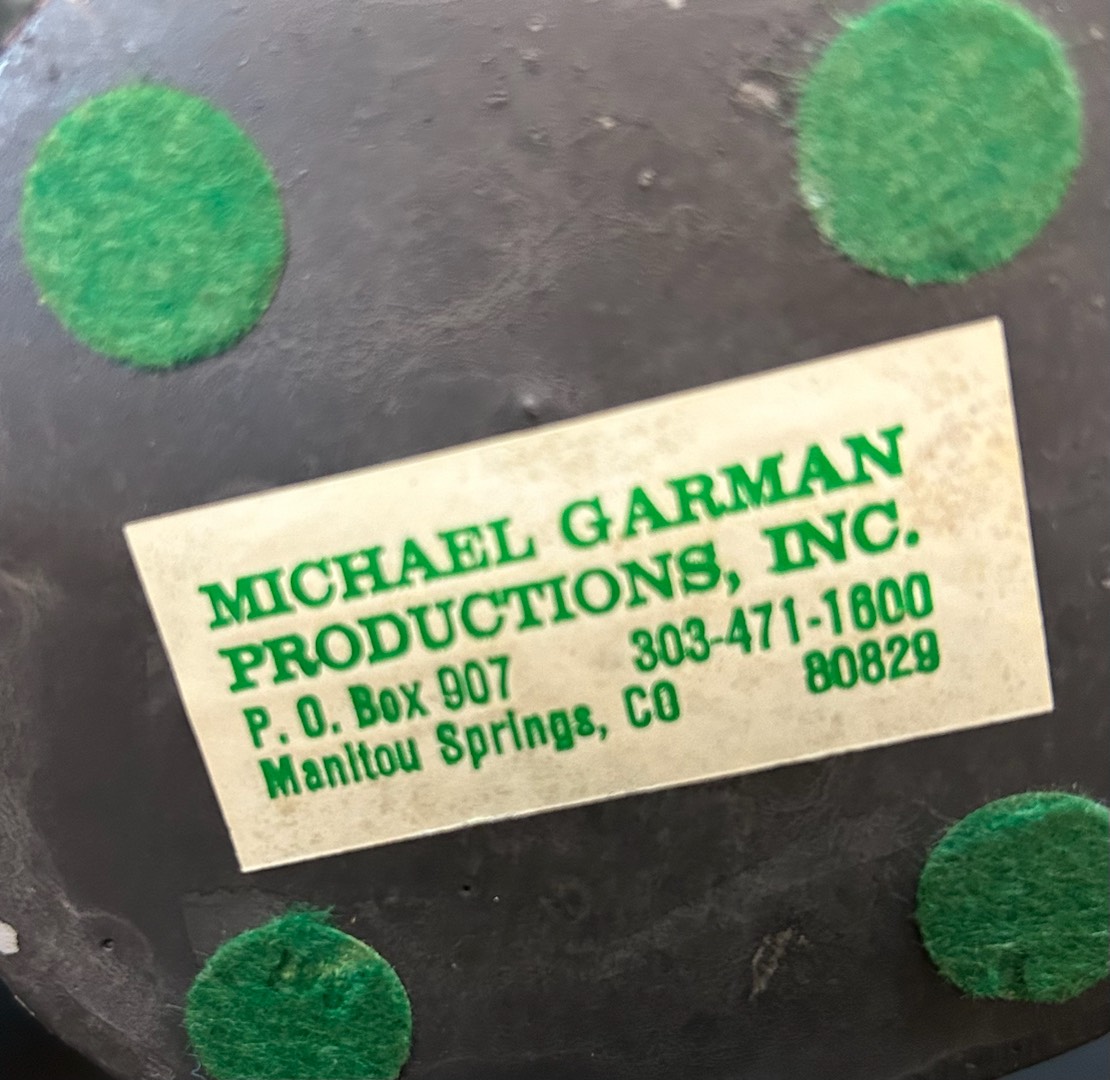 MICHAEL GARMAN
PRODUCTIONS, INC.
P. O. Box 907 303-471-1600
Manitou Springs, CO 80829